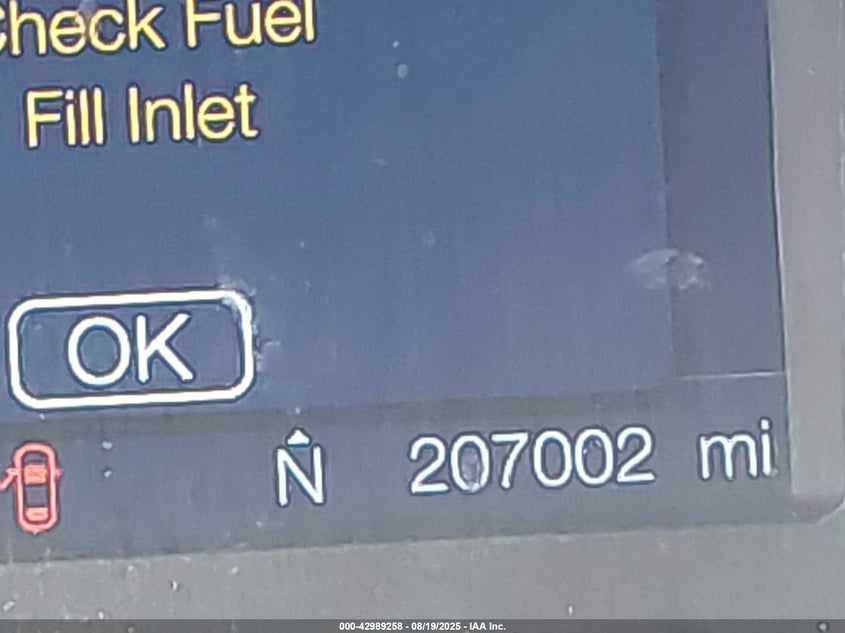 Check Fuel
Fill Inlet
OK
N 207002 mi
000-42989258 - 08/19/2025 - IAA Inc.